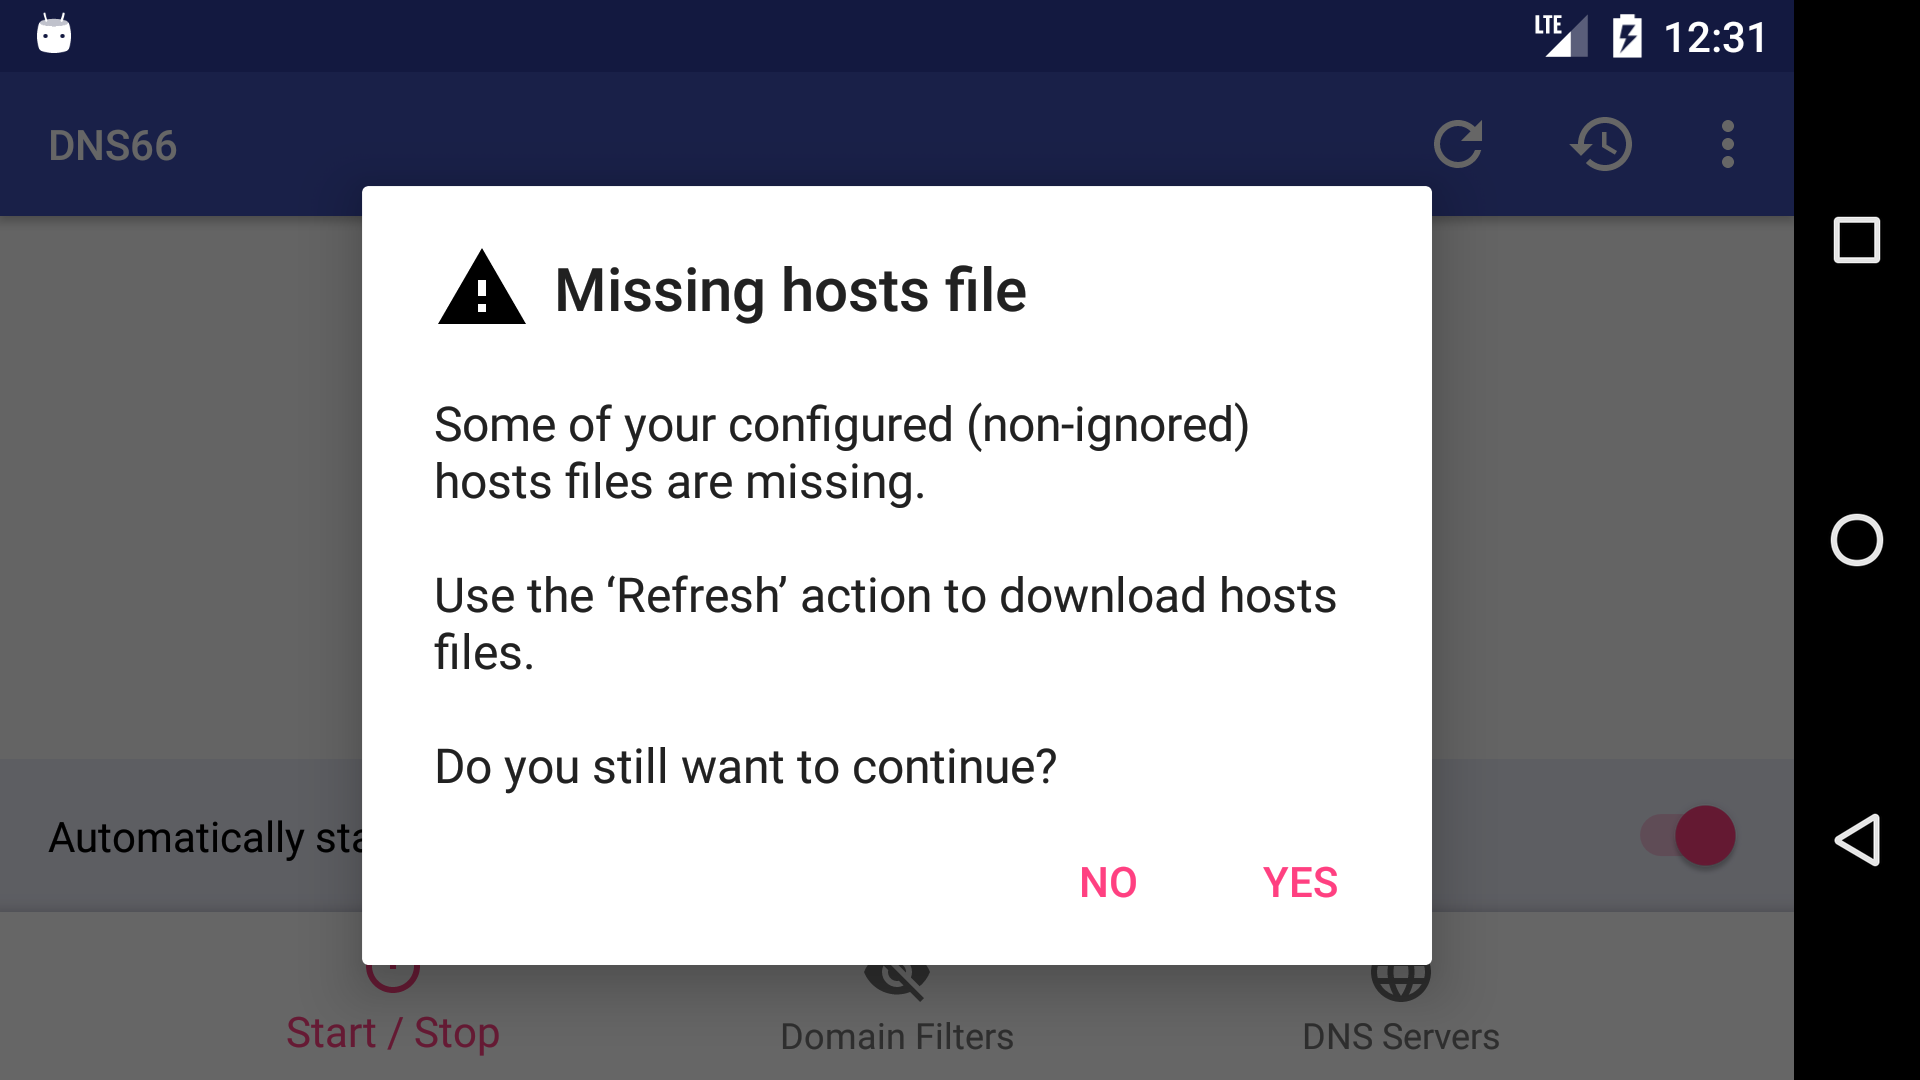 LTE 12:31
DNS66
Missing hosts file
Some of your configured (non-ignored)
hosts files are missing.
Use the ‘Refresh’ action to download hosts
files.
Do you still want to continue?
Automatically sta
NO YES
Start / Stop
Domain Filters
DNS Servers